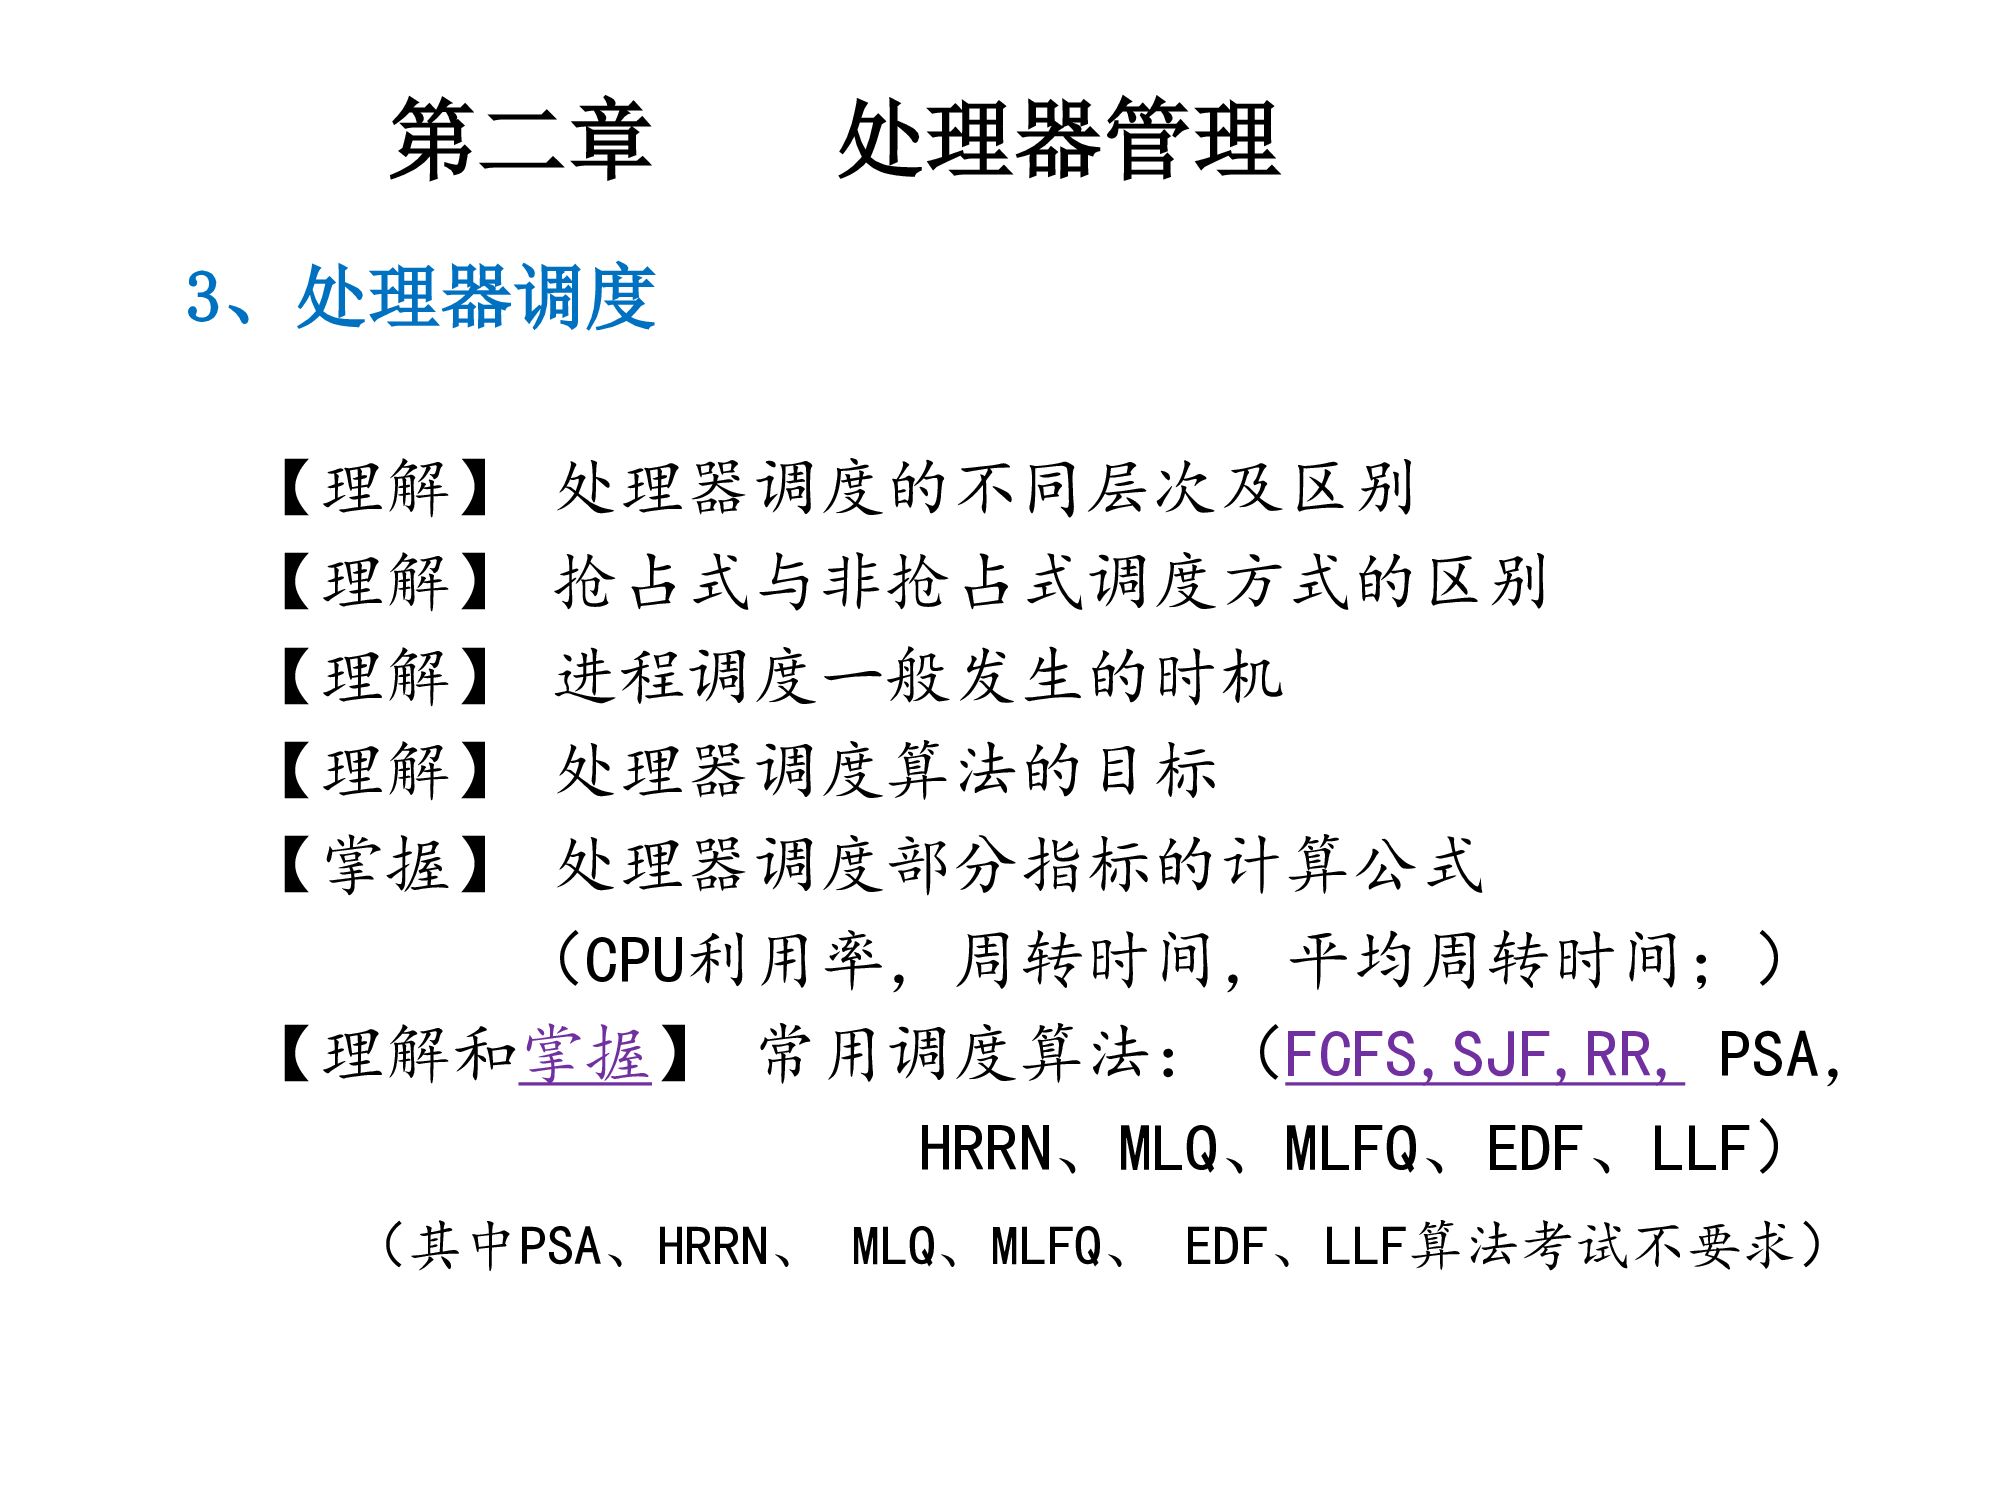 第二章 处理器管理
3、处理器调度
【理解】 处理器调度的不同层次及区别
【理解】 抢占式与非抢占式调度方式的区别
【理解】 进程调度一般发生的时机
【理解】 处理器调度算法的目标
【掌握】 处理器调度部分指标的计算公式
（CPU利用率，周转时间，平均周转时间；）
【理解和掌握】 常用调度算法：（FCFS,SJF,RR, PSA,
HRRN、MLQ、MLFQ、EDF、LLF）
（其中PSA、HRRN、 MLQ、MLFQ、 EDF、LLF算法考试不要求）